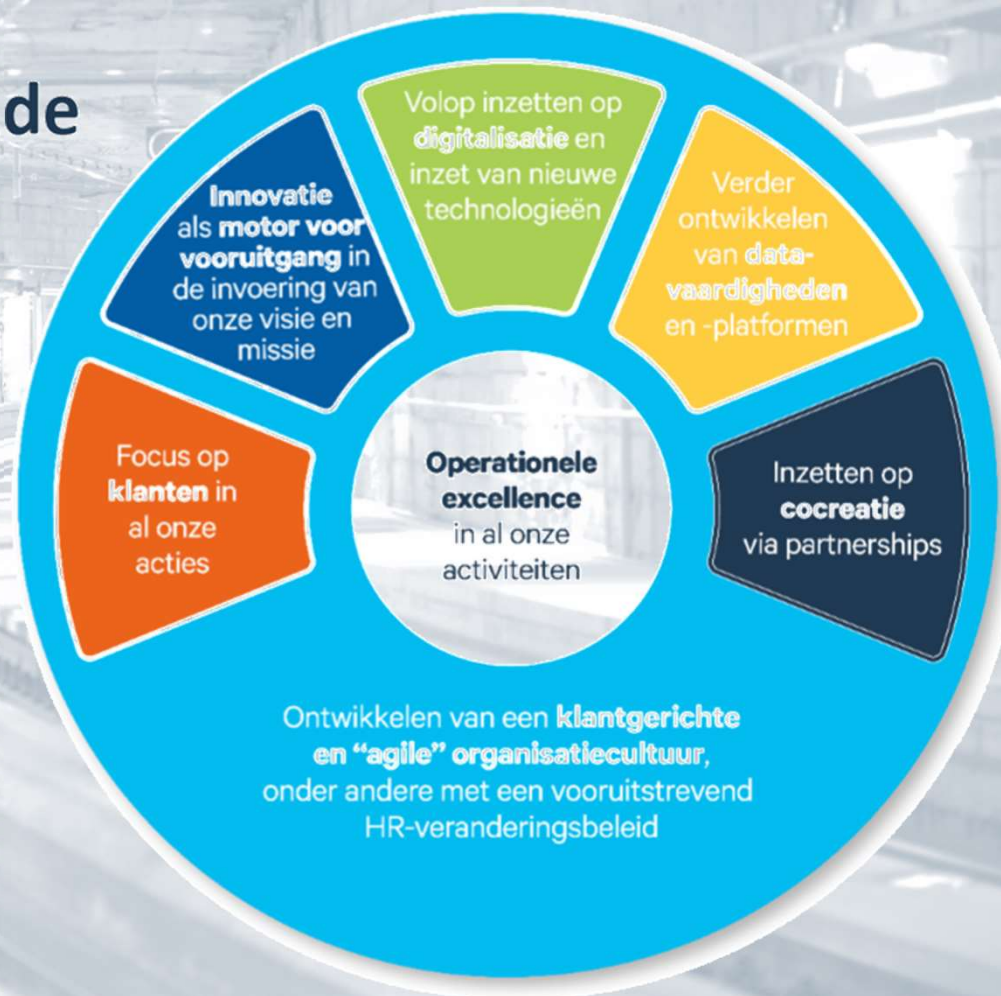 de
Focus op
klanten in
al onze
acties
Innovatie
als motor voor
vooruitgang in
de invoering van
onze visie en
missie
Volop inzetten op
digitalisatie en
inzet van nieuwe
technologieën
Verder
ontwikkelen
van data-
vaardigheden
en -platformen
Inzetten op
cocreatie
via partnerships
Operationele
excellence
in al onze
activiteiten
Ontwikkelen van een klantgerichte
en “agile” organisatiecultuur,
onder andere met een vooruitstrevend
HR-veranderingsbeleid